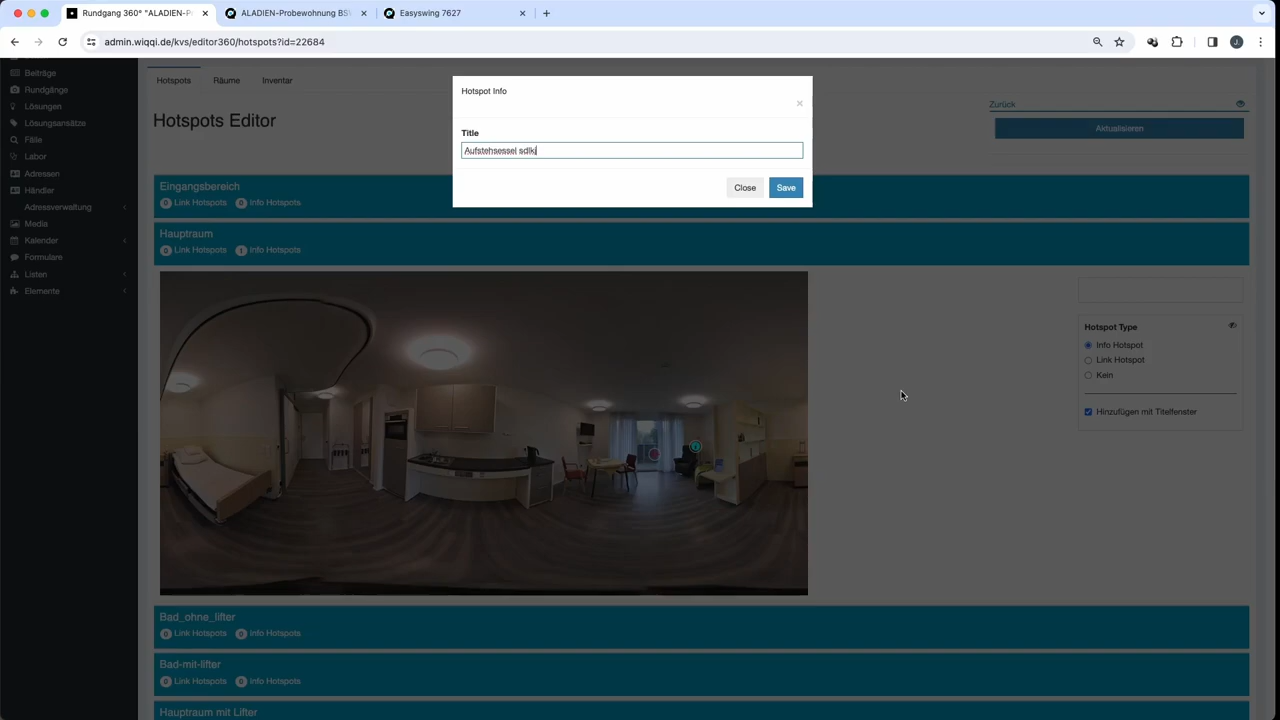 Rundgang 360° "ALADIEN-P
ALADIEN-Probewohnung BS
Easyswing 7627
admin.wiqqi.de/kvs/editor360/hotspots?id=22684
J.
Beiträge
Rundgänge
Lösungen
Lösungsansätze
Fälle
Labor
Adressen
Händler
Adressverwaltung
Media
Kalender
Formulare
Listen
Elemente
Hotspots
Räume
Inventar
Hotspots Editor
Zurück
Aktualisieren
Hotspot Info
×
Title
Aufstehsessel sdlkj
Close
Save
Eingangsbereich
0 Link Hotspots 0 Info Hotspots
Hauptraum
0 Link Hotspots 1 Info Hotspots
Hotspot Type
Info Hotspot
Link Hotspot
Kein
Hinzufügen mit Titelfenster
Bad_ohne_lifter
0 Link Hotspots 0 Info Hotspots
Bad-mit-lifter
0 Link Hotspots 0 Info Hotspots
Hauptraum mit Lifter